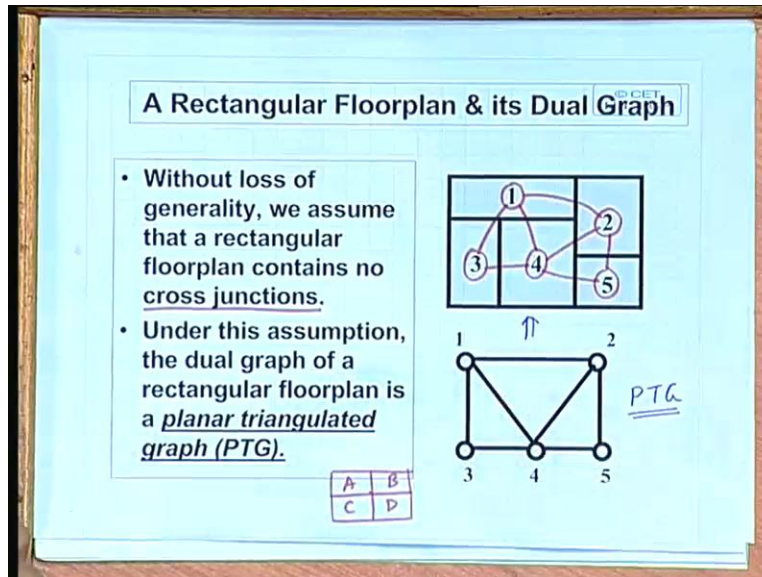 © CET
A Rectangular Floorplan & its Dual Graph
• Without loss of
generality, we assume
that a rectangular
floorplan contains no
cross junctions.
• Under this assumption,
the dual graph of a
rectangular floorplan is
a planar triangulated
graph (PTG).
1
2
3 4 5
1 2
PTG
3 4 5
A B
C D